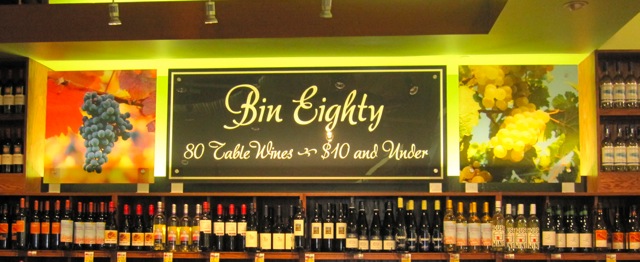 Bin Eighty
80 Table Wines ~ $10 and Under